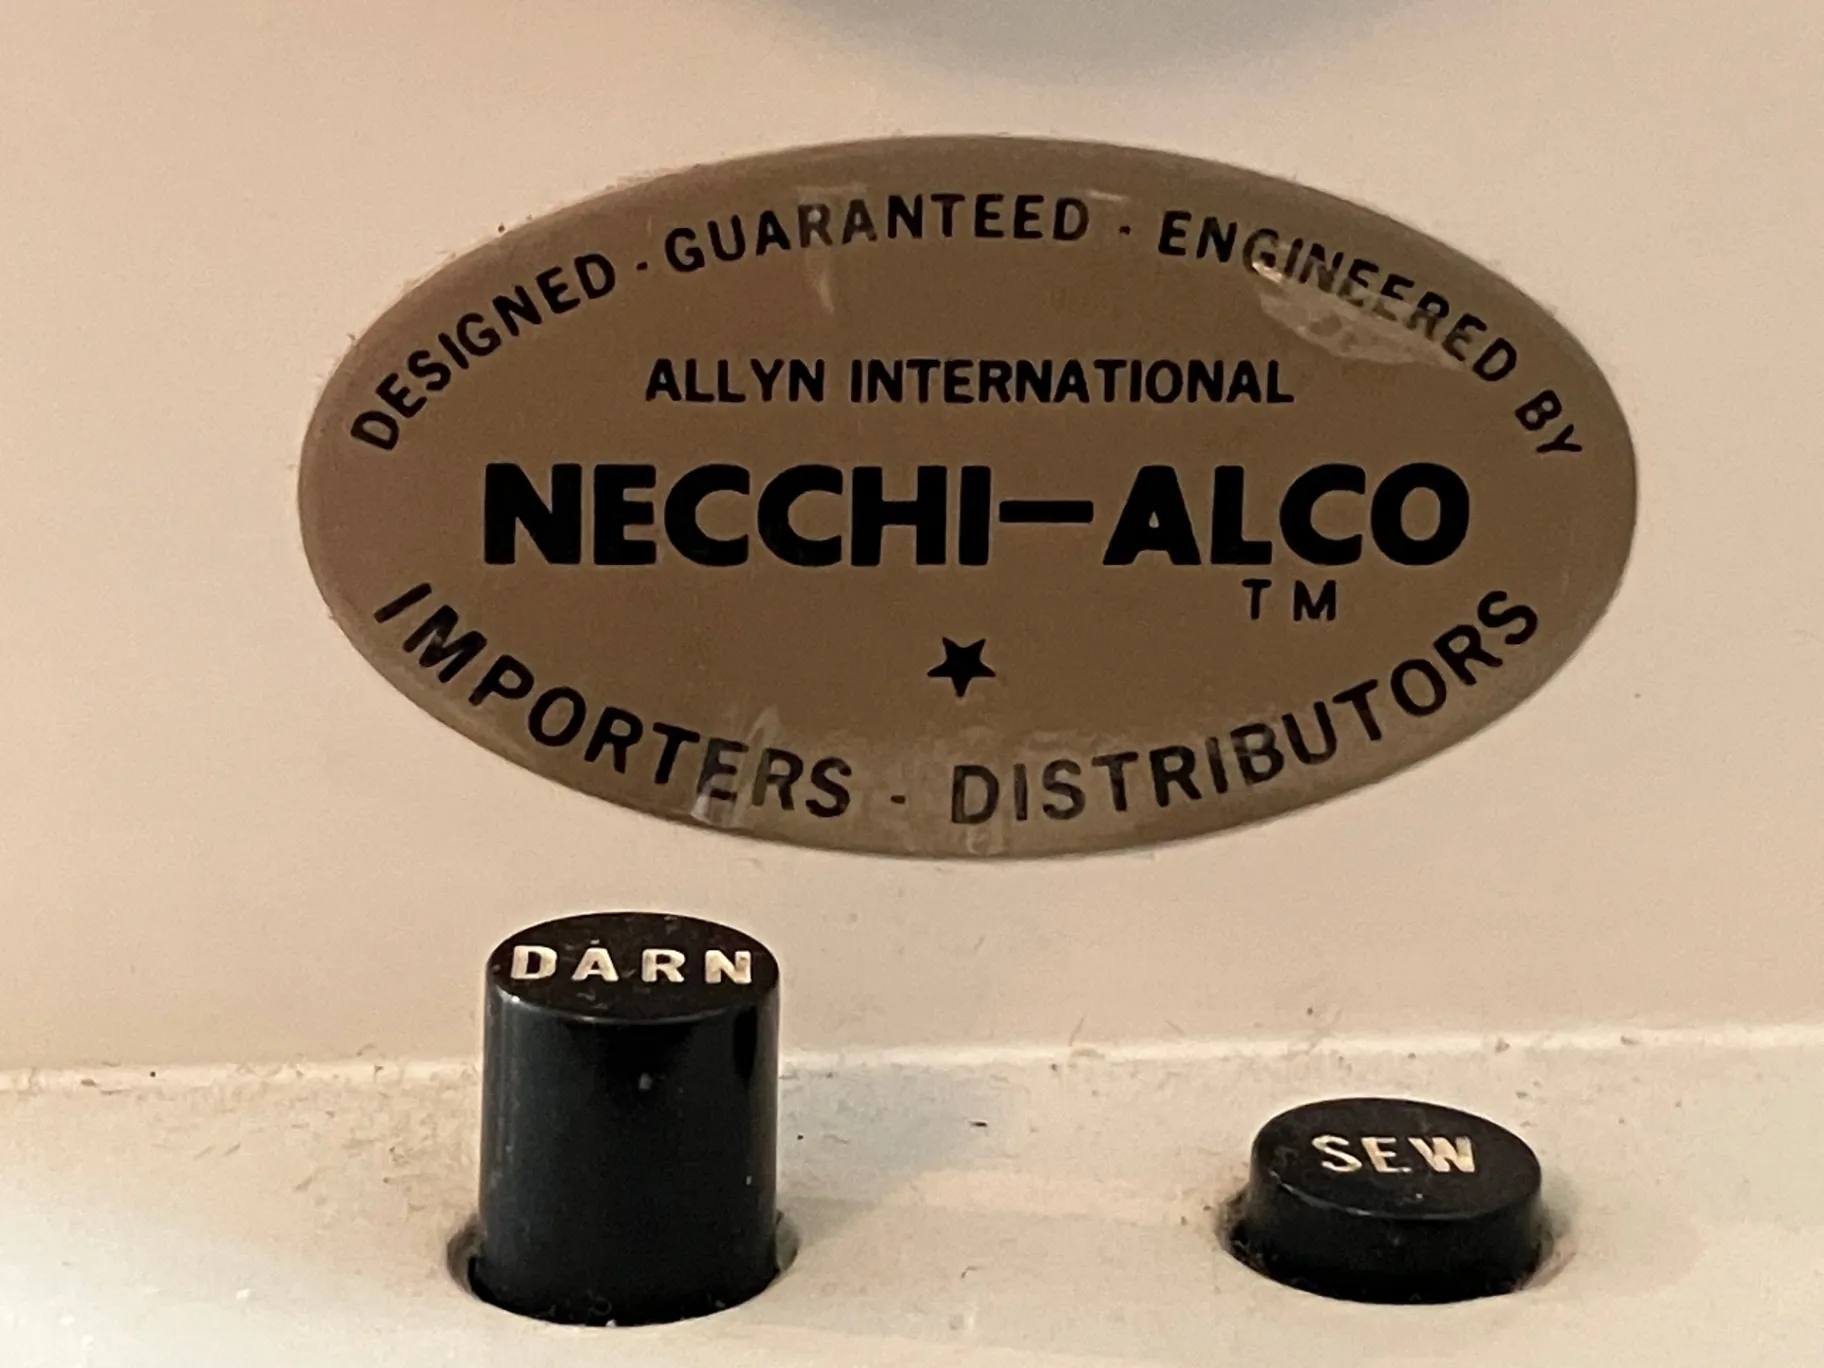 DESIGNED · GUARANTEED · ENGINEERED BY
ALLYN INTERNATIONAL
NECCHI—ALCO
TM
IMPORTERS · DISTRIBUTORS
DARN
SEW